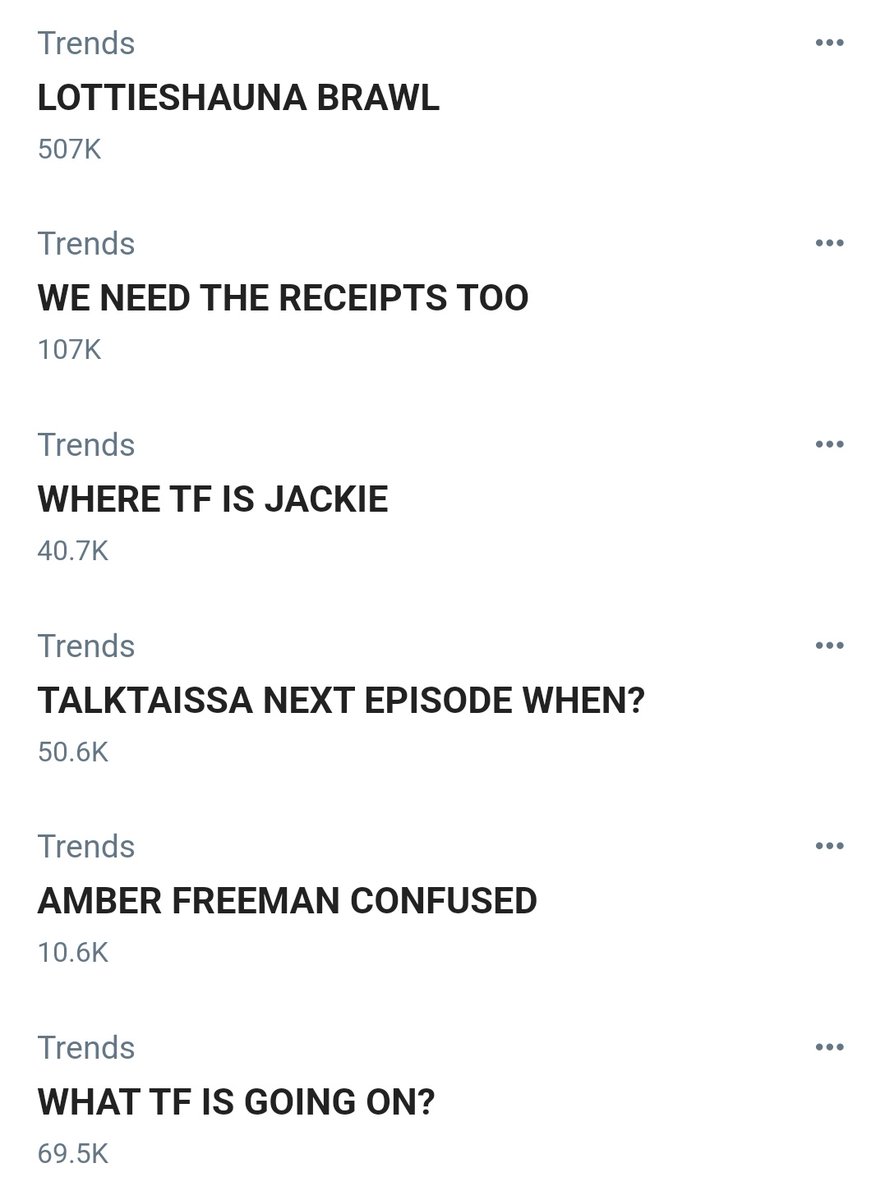 Trends
LOTTIESHAUNA BRAWL
507K
Trends
WE NEED THE RECEIPTS TOO
107K
Trends
WHERE TF IS JACKIE
40.7K
Trends
TALKTAISSA NEXT EPISODE WHEN?
50.6K
Trends
AMBER FREEMAN CONFUSED
10.6K
Trends
WHAT TF IS GOING ON?
69.5K